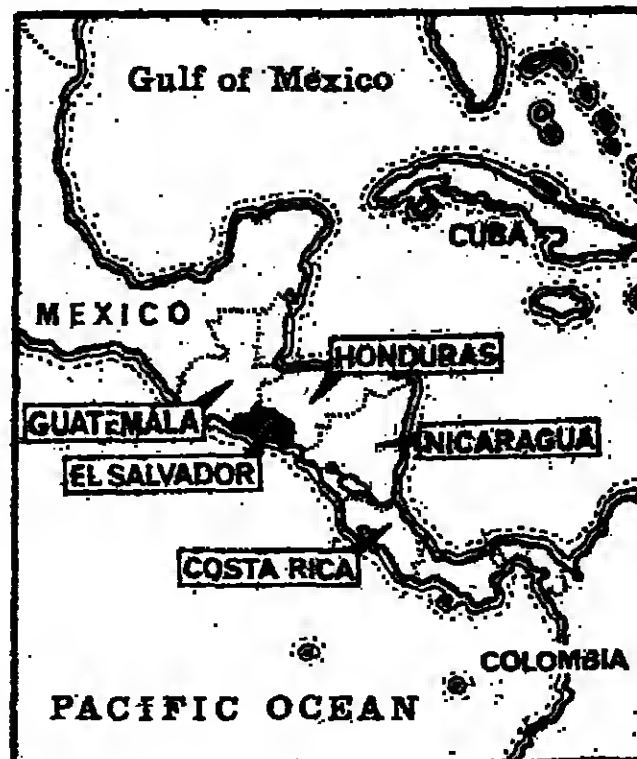 Gulf of Mexico
CUBA
MEXICO
HONDURAS
GUATEMALA
NICARAGUA
EL SALVADOR
COSTA RICA
COLOMBIA
PACIFIC OCEAN